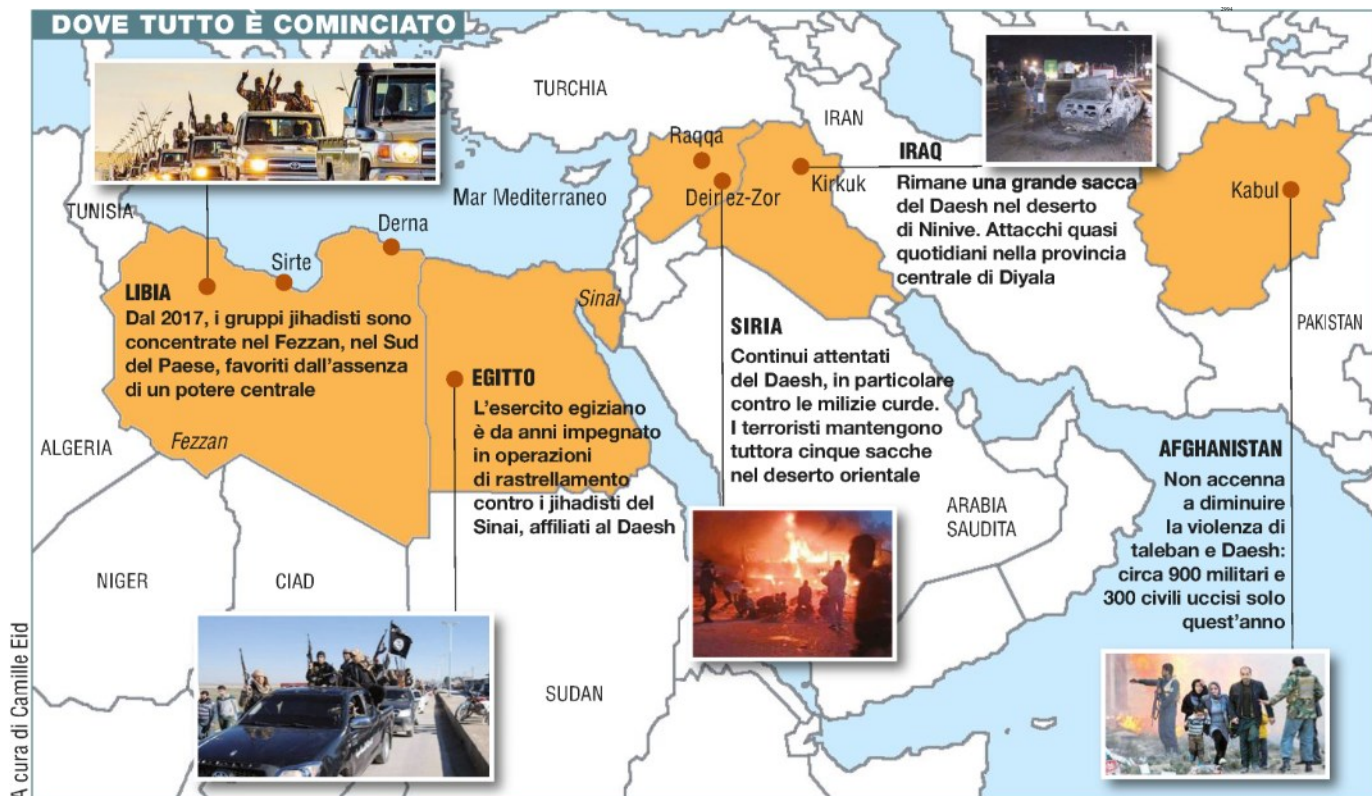 DOVE TUTTO È COMINCIATO
2994
TURCHIA
IRAN
Raqqa
Deir ez-Zor
Kirkuk
Mar Mediterraneo
TUNISIA
Derna
Sirte
Kabul
IRAQ
Rimane una grande sacca
del Daesh nel deserto
di Ninive. Attacchi quasi
quotidiani nella provincia
centrale di Diyala
LIBIA
Dal 2017, i gruppi jihadisti sono
concentrate nel Fezzan, nel Sud
del Paese, favoriti dall'assenza
di un potere centrale
Sinai
SIRIA
Continui attentati
del Daesh, in particolare
contro le milizie curde.
I terroristi mantengono
tuttora cinque sacche
nel deserto orientale
PAKISTAN
EGITTO
L'esercito egiziano
è da anni impegnato
in operazioni
di rastrellamento
contro i jihadisti del
Sinai, affiliati al Daesh
ALGERIA
Fezzan
AFGHANISTAN
Non accenna
a diminuire
la violenza di
taleban e Daesh:
circa 900 militari e
300 civili uccisi solo
quest'anno
ARABIA
SAUDITA
NIGER
CIAD
SUDAN
A cura di Camille Eid